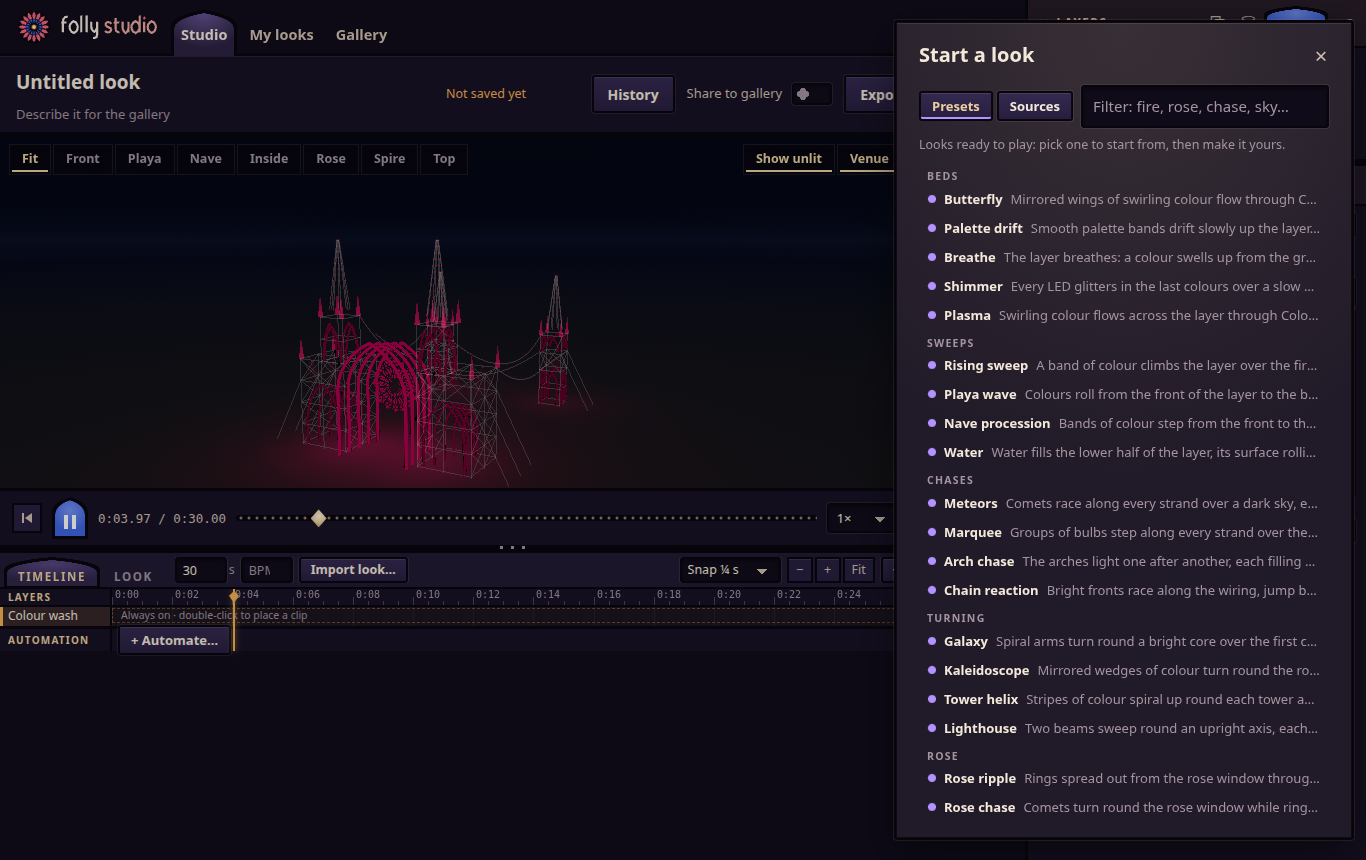 folly studio
Studio
My looks
Gallery
Untitled look
Describe it for the gallery
Not saved yet
History
Share to gallery
Expo
Fit
Front
Playa
Nave
Inside
Rose
Spire
Top
Show unlit
Venue
0:03.97 / 0:30.00
1×
TIMELINE
LOOK
30
s
BPM
Import look...
Snap ¼ s
−
+
Fit
LAYERS
0:00
0:02
0:04
0:06
0:08
0:10
0:12
0:14
0:16
0:18
0:20
0:22
0:24
Colour wash
Always on · double-click to place a clip
AUTOMATION
+ Automate...
Start a look
×
Presets
Sources
Filter: fire, rose, chase, sky...
Looks ready to play: pick one to start from, then make it yours.
BEDS
Butterfly Mirrored wings of swirling colour flow through C...
Palette drift Smooth palette bands drift slowly up the layer...
Breathe The layer breathes: a colour swells up from the gr...
Shimmer Every LED glitters in the last colours over a slow ...
Plasma Swirling colour flows across the layer through Colo...
SWEEPS
Rising sweep A band of colour climbs the layer over the fir...
Playa wave Colours roll from the front of the layer to the b...
Nave procession Bands of colour step from the front to th...
Water Water fills the lower half of the layer, its surface rolli...
CHASES
Meteors Comets race along every strand over a dark sky, e...
Marquee Groups of bulbs step along every strand over the...
Arch chase The arches light one after another, each filling ...
Chain reaction Bright fronts race along the wiring, jump b...
TURNING
Galaxy Spiral arms turn round a bright core over the first c...
Kaleidoscope Mirrored wedges of colour turn round the ro...
Tower helix Stripes of colour spiral up round each tower a...
Lighthouse Two beams sweep round an upright axis, each...
ROSE
Rose ripple Rings spread out from the rose window throug...
Rose chase Comets turn round the rose window while ring...